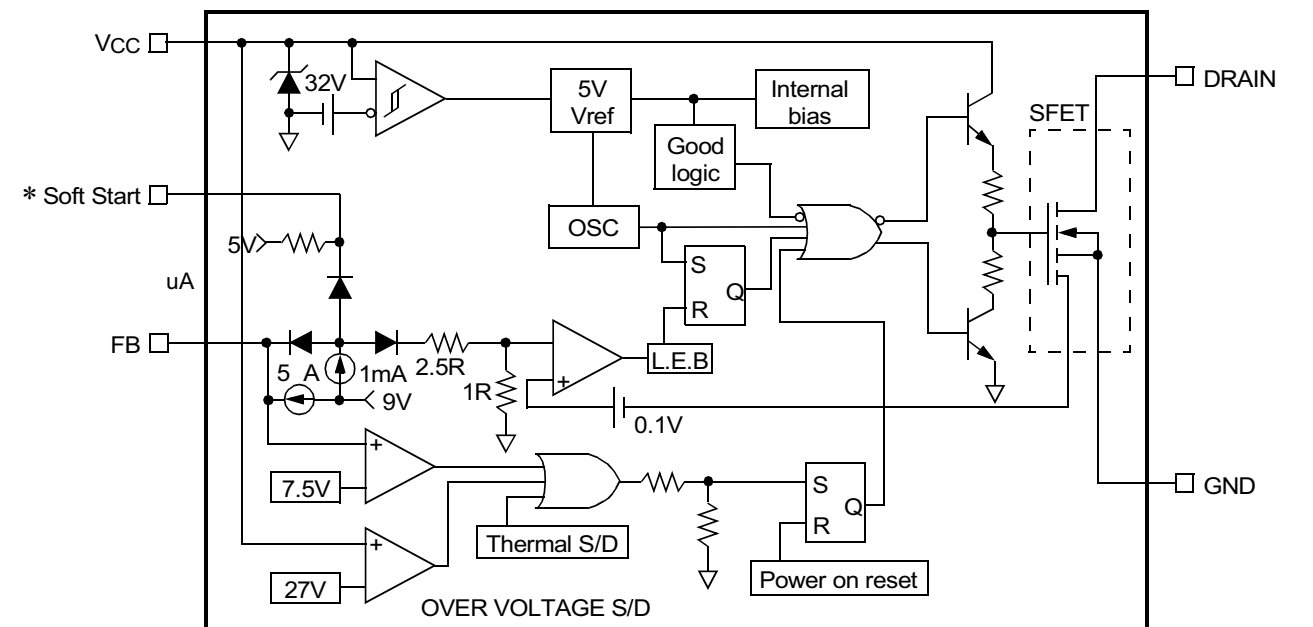 VCC
32V
5V
Vref
Internal
bias
DRAIN
SFET
Good
logic
* Soft Start
OSC
5V
S
Q
R
uA
FB
5 A
1mA
2.5R
L.E.B
9V
1R
+
0.1V
+
7.5V
S
Q
R
GND
Thermal S/D
+
27V
Power on reset
OVER VOLTAGE S/D